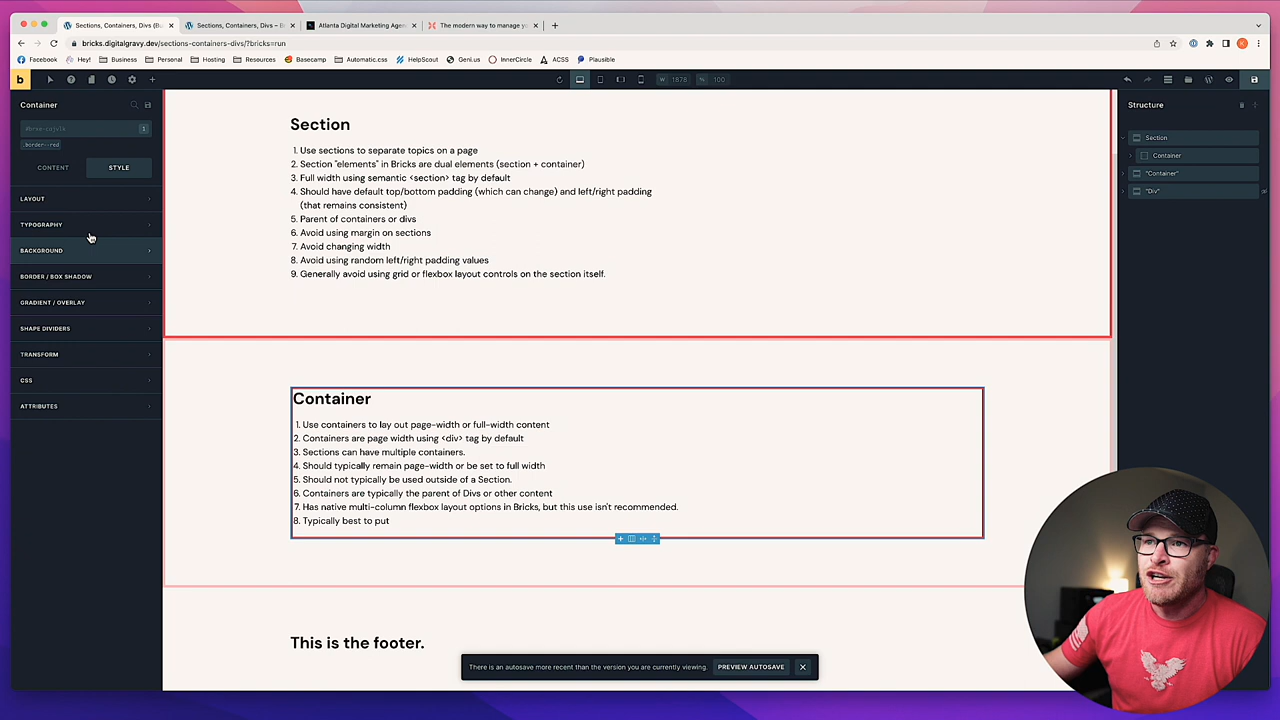 Sections, Containers, Divs (Bu
Sections, Containers, Divs – B
Atlanta Digital Marketing Agen
The modern way to manage yo
bricks.digitalgravy.dev/sections-containers-divs/?bricks=run
Facebook
Hey!
Business
Personal
Hosting
Resources
Basecamp
Automatic.css
HelpScout
Geni.us
InnerCircle
ACSS
Plausible
b
W 1878
% 100
Container
1
.border--red
CONTENT
STYLE
LAYOUT
TYPOGRAPHY
BACKGROUND
BORDER / BOX SHADOW
GRADIENT / OVERLAY
SHAPE DIVIDERS
TRANSFORM
CSS
ATTRIBUTES
Section
1. Use sections to separate topics on a page
2. Section "elements" in Bricks are dual elements (section + container)
3. Full width using semantic <section> tag by default
4. Should have default top/bottom padding (which can change) and left/right padding
(that remains consistent)
5. Parent of containers or divs
6. Avoid using margin on sections
7. Avoid changing width
8. Avoid using random left/right padding values
9. Generally avoid using grid or flexbox layout controls on the section itself.
Container
1. Use containers to lay out page-width or full-width content
2. Containers are page width using <div> tag by default
3. Sections can have multiple containers.
4. Should typically remain page-width or be set to full width
5. Should not typically be used outside of a Section.
6. Containers are typically the parent of Divs or other content
7. Has native multi-column flexbox layout options in Bricks, but this use isn't recommended.
8. Typically best to put
This is the footer.
There is an autosave more recent than the version you are currently viewing.
PREVIEW AUTOSAVE
Structure
Section
Container
"Container"
"Div"